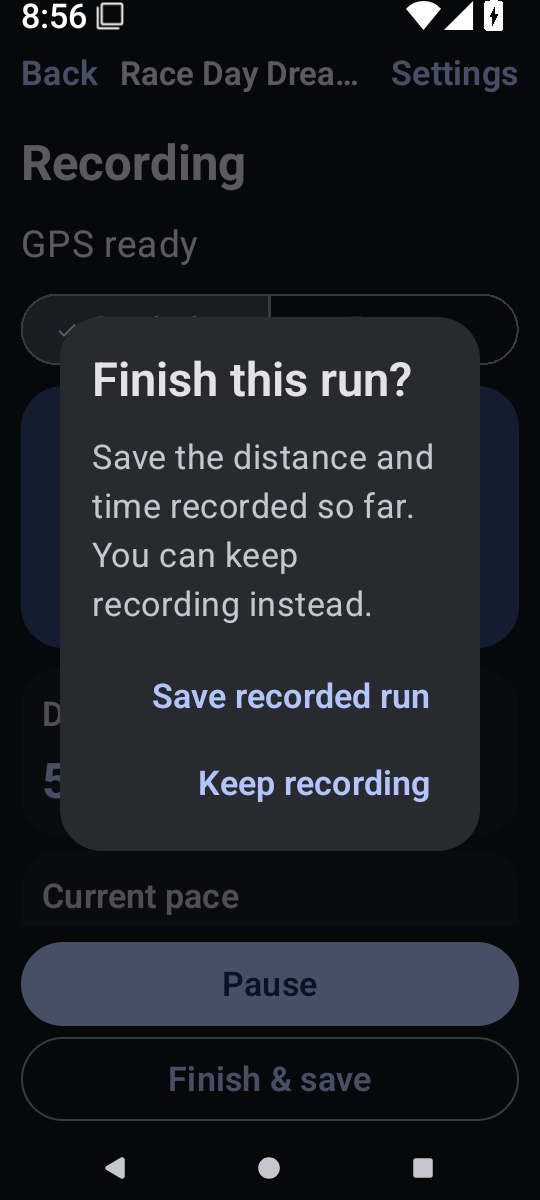 8:56
Back Race Day Drea… Settings
Recording
GPS ready
Finish this run?
Save the distance and
time recorded so far.
You can keep
recording instead.
Save recorded run
Keep recording
D
5
Current pace
Pause
Finish & save